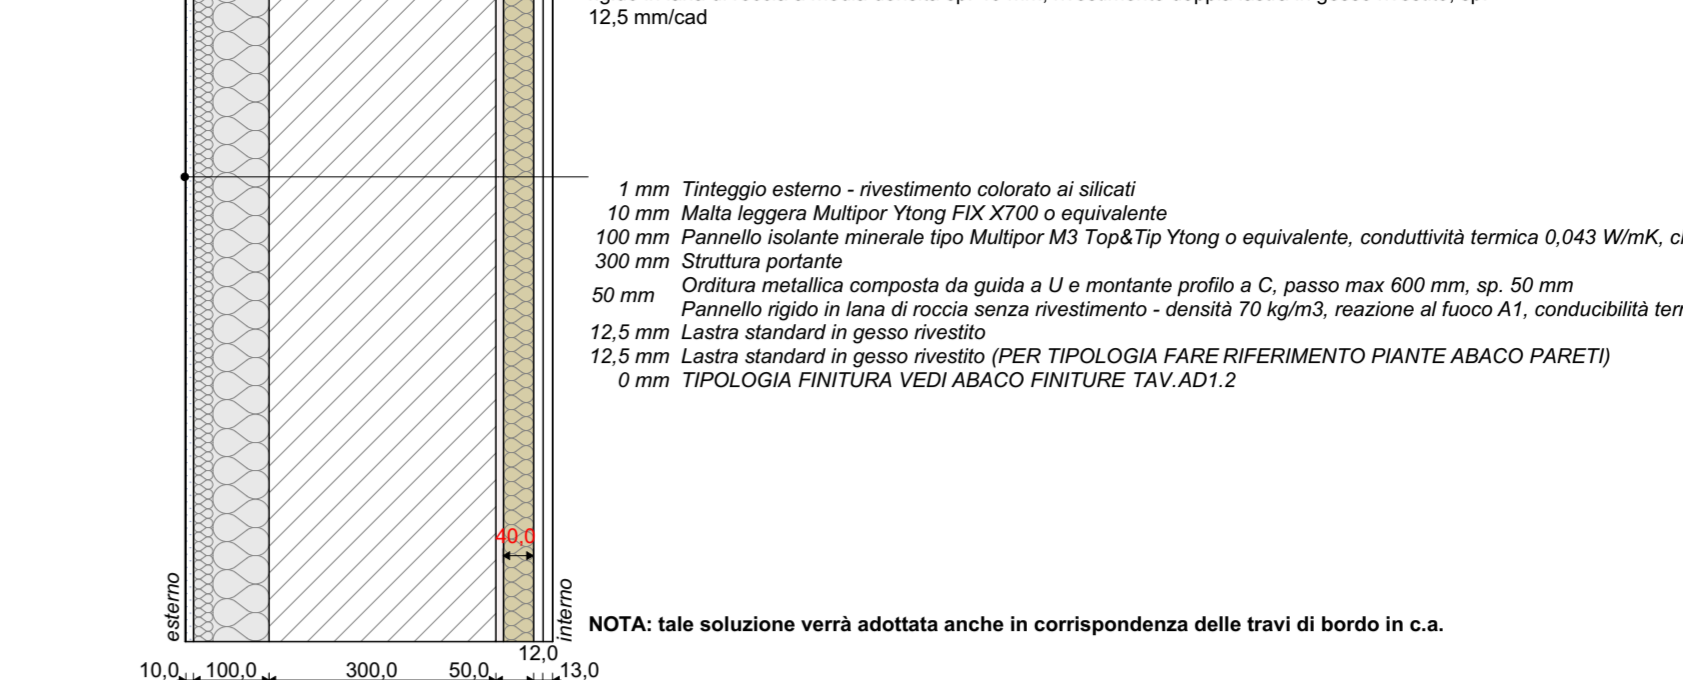 12,5 mm/cad
1 mm Tinteggio esterno - rivestimento colorato ai silicati
10 mm Malta leggera Multipor Ytong FIX X700 o equivalente
100 mm Pannello isolante minerale tipo Multipor M3 Top&Tip Ytong o equivalente, conduttività termica 0,043 W/mK,
300 mm Struttura portante
50 mm Orditura metallica composta da guida a U e montante profilo a C, passo max 600 mm, sp. 50 mm
Pannello rigido in lana di roccia senza rivestimento - densità 70 kg/m3, reazione al fuoco A1, conducibilità
12,5 mm Lastra standard in gesso rivestito
12,5 mm Lastra standard in gesso rivestito (PER TIPOLOGIA FARE RIFERIMENTO PIANTE ABACO PARETI)
0 mm TIPOLOGIA FINITURA VEDI ABACO FINITURE TAV.AD1.2
40,0
esterno
interno
NOTA: tale soluzione verrà adottata anche in corrispondenza delle travi di bordo in c.a.
12,0
10,0 100,0 300,0 50,0 13,0